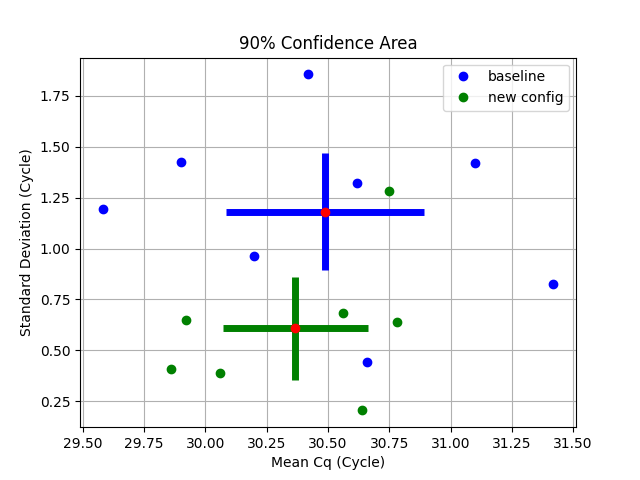 90% Confidence Area
baseline
new config
Standard Deviation (Cycle)
1.75
1.50
1.25
1.00
0.75
0.50
0.25
29.50 29.75 30.00 30.25 30.50 30.75 31.00 31.25 31.50
Mean Cq (Cycle)